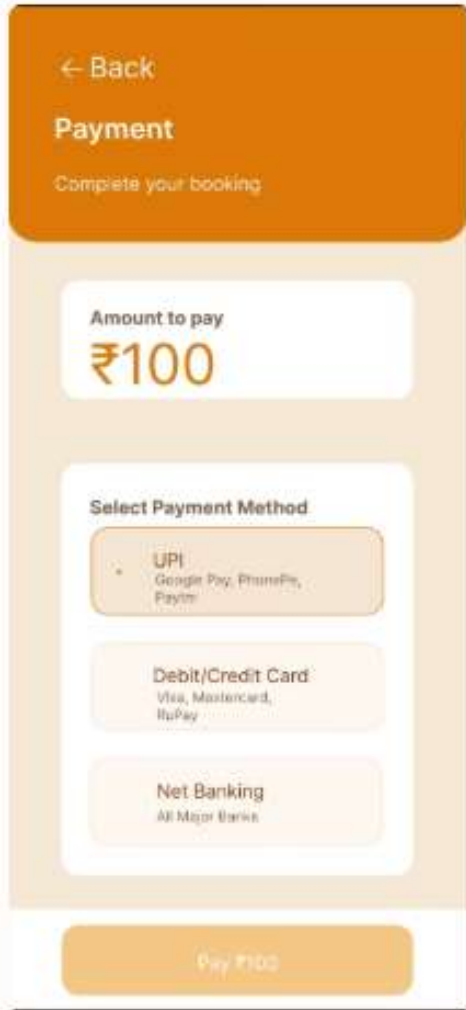 ← Back
Payment
Complete your booking
Amount to pay
₹100
Select Payment Method
UPI
Google Pay, PhonePe,
Paytm
Debit/Credit Card
Visa, Mastercard,
RuPay
Net Banking
All Major Banks
Pay ₹100